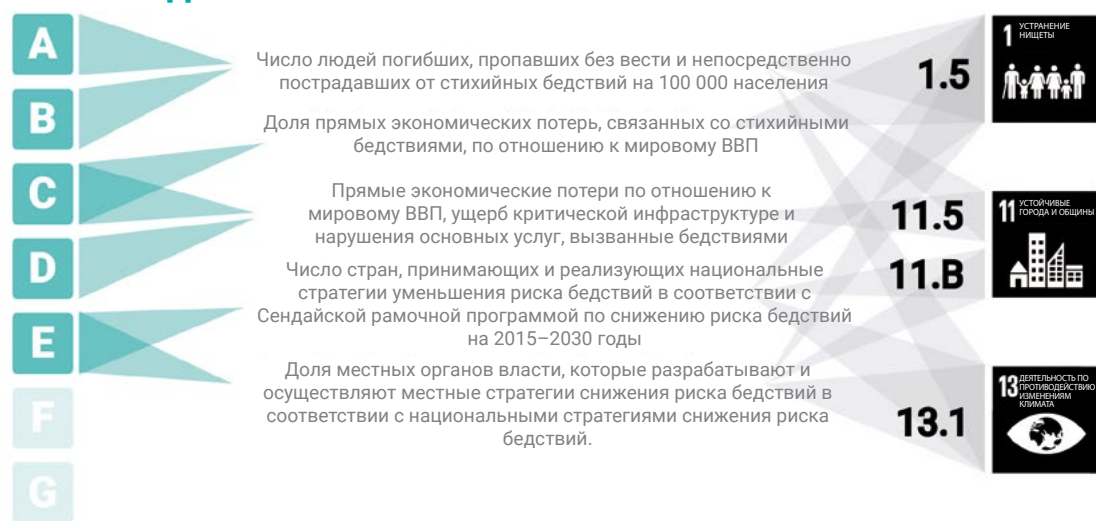 A
B
C
D
E
F
G
Число людей погибших, пропавших без вести и непосредственно
пострадавших от стихийных бедствий на 100 000 населения
Доля прямых экономических потерь, связанных со стихийными
бедствиями, по отношению к мировому ВВП
Прямые экономические потери по отношению к
мировому ВВП, ущерб критической инфраструктуре и
нарушения основных услуг, вызванные бедствиями
Число стран, принимающих и реализующих национальные
стратегии уменьшения риска бедствий в соответствии с
Сендайской рамочной программой по снижению риска бедствий
на 2015–2030 годы
Доля местных органов власти, которые разрабатывают и
осуществляют местные стратегии снижения риска бедствий в
соответствии с национальными стратегиями снижения риска
бедствий.
1.5
11.5
11.B
13.1
1 УСТРАНЕНИЕ
НИЩЕТЫ
11 УСТОЙЧИВЫЕ
ГОРОДА И ОБЩИНЫ
13 ДЕЯТЕЛЬНОСТЬ ПО
ПРОТИВОДЕЙСТВИЮ
ИЗМЕНЕНИЯМ
КЛИМАТА